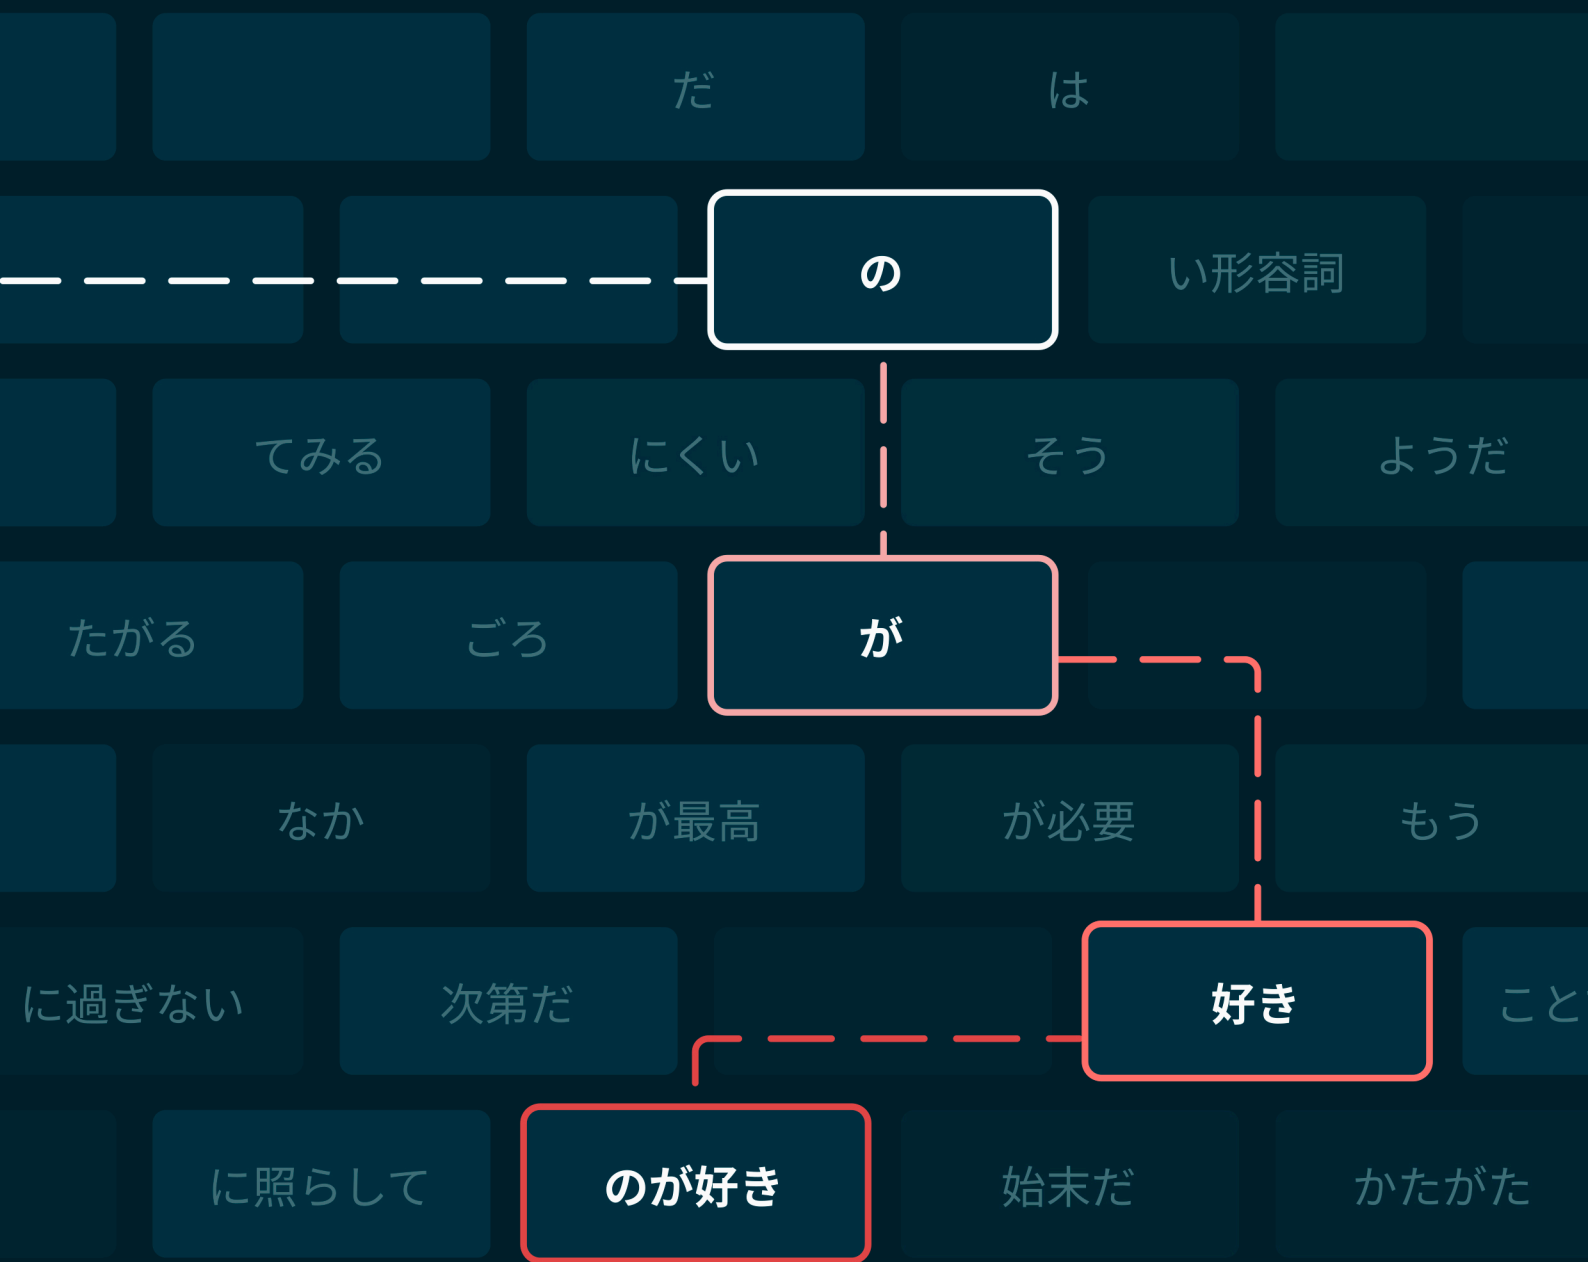 だ は
の い形容詞
てみる にくい そう ようだ
たがる ごろ が
なか が最高 が必要 もう
に過ぎない 次第だ 好き こと
に照らして のが好き 始末だ かたがた